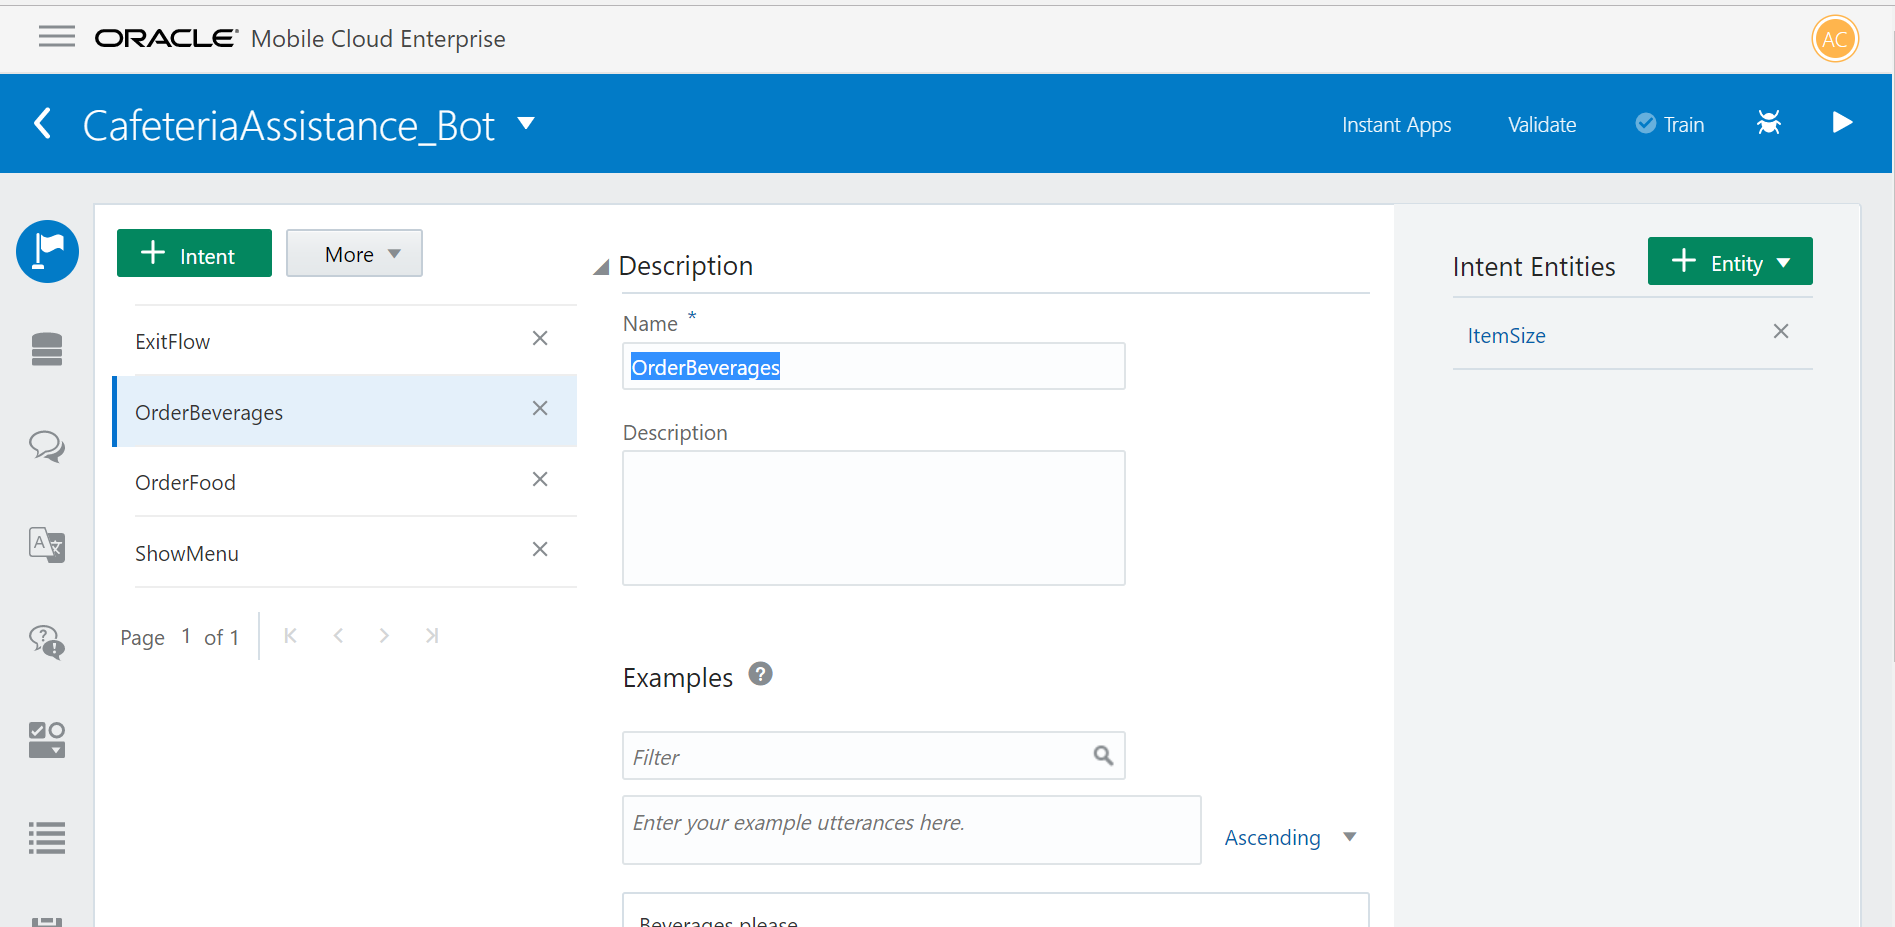 ORACLE Mobile Cloud Enterprise
AC
CafeteriaAssistance_Bot
Instant Apps
Validate
Train
Intent
More
ExitFlow
OrderBeverages
OrderFood
ShowMenu
Page 1 of 1
Description
Name *
OrderBeverages
Description
Examples ?
Filter
Enter your example utterances here.
Ascending
Beverages please
Intent Entities
Entity
ItemSize